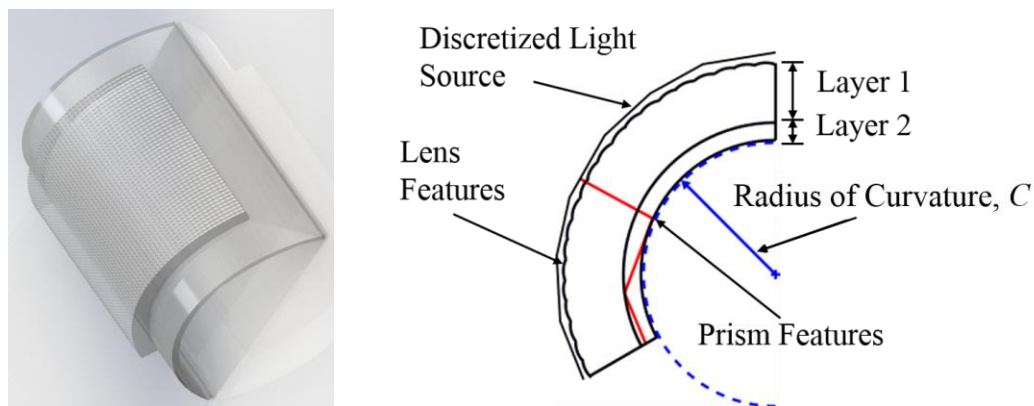 Discretized Light
Source
Layer 1
Layer 2
Lens
Features
Radius of Curvature, C
Prism Features